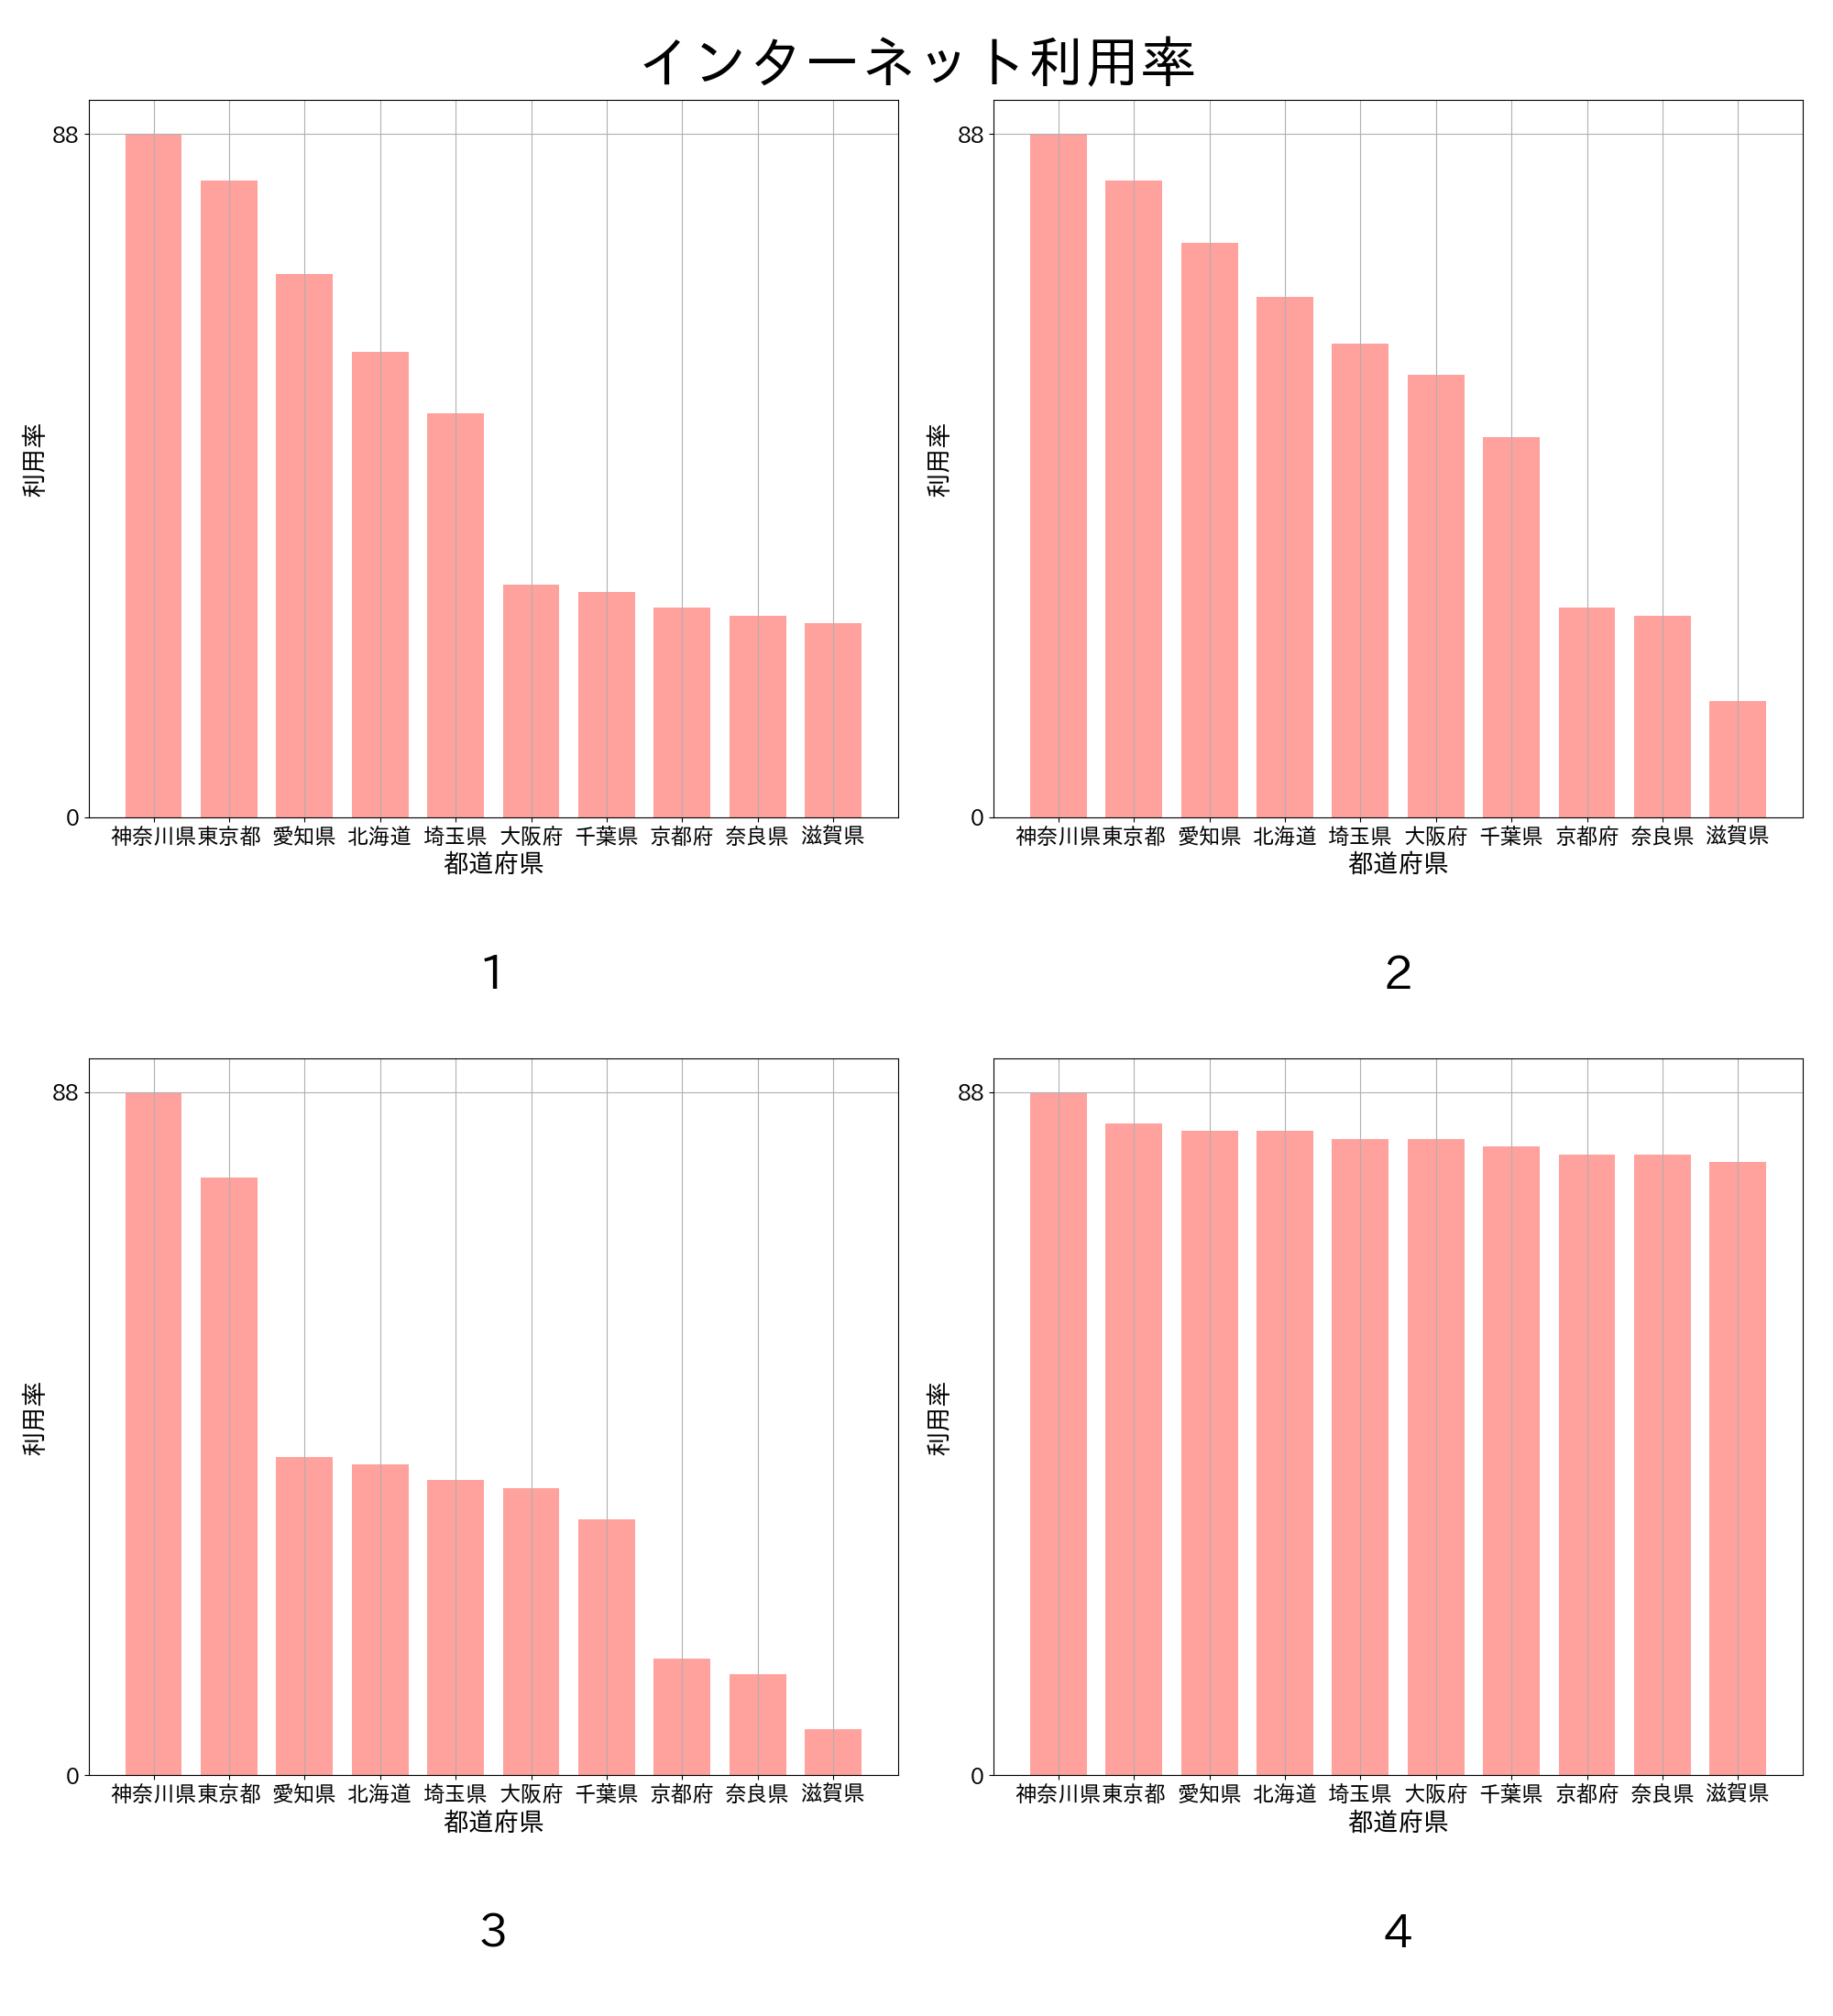 インターネット利用率
88
利用率
0
神奈川県 東京都 愛知県 北海道 埼玉県 大阪府 千葉県 京都府 奈良県 滋賀県
都道府県
1
88
利用率
0
神奈川県 東京都 愛知県 北海道 埼玉県 大阪府 千葉県 京都府 奈良県 滋賀県
都道府県
2
88
利用率
0
神奈川県 東京都 愛知県 北海道 埼玉県 大阪府 千葉県 京都府 奈良県 滋賀県
都道府県
3
88
利用率
0
神奈川県 東京都 愛知県 北海道 埼玉県 大阪府 千葉県 京都府 奈良県 滋賀県
都道府県
4